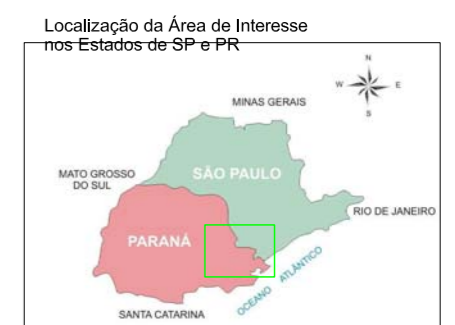 Localização da Área de Interesse
nos Estados de SP e PR
N
W
E
S
MINAS GERAIS
MATO GROSSO
DO SUL
SÃO PAULO
RIO DE JANEIRO
PARANÁ
OCEANO ATLÂNTICO
SANTA CATARINA